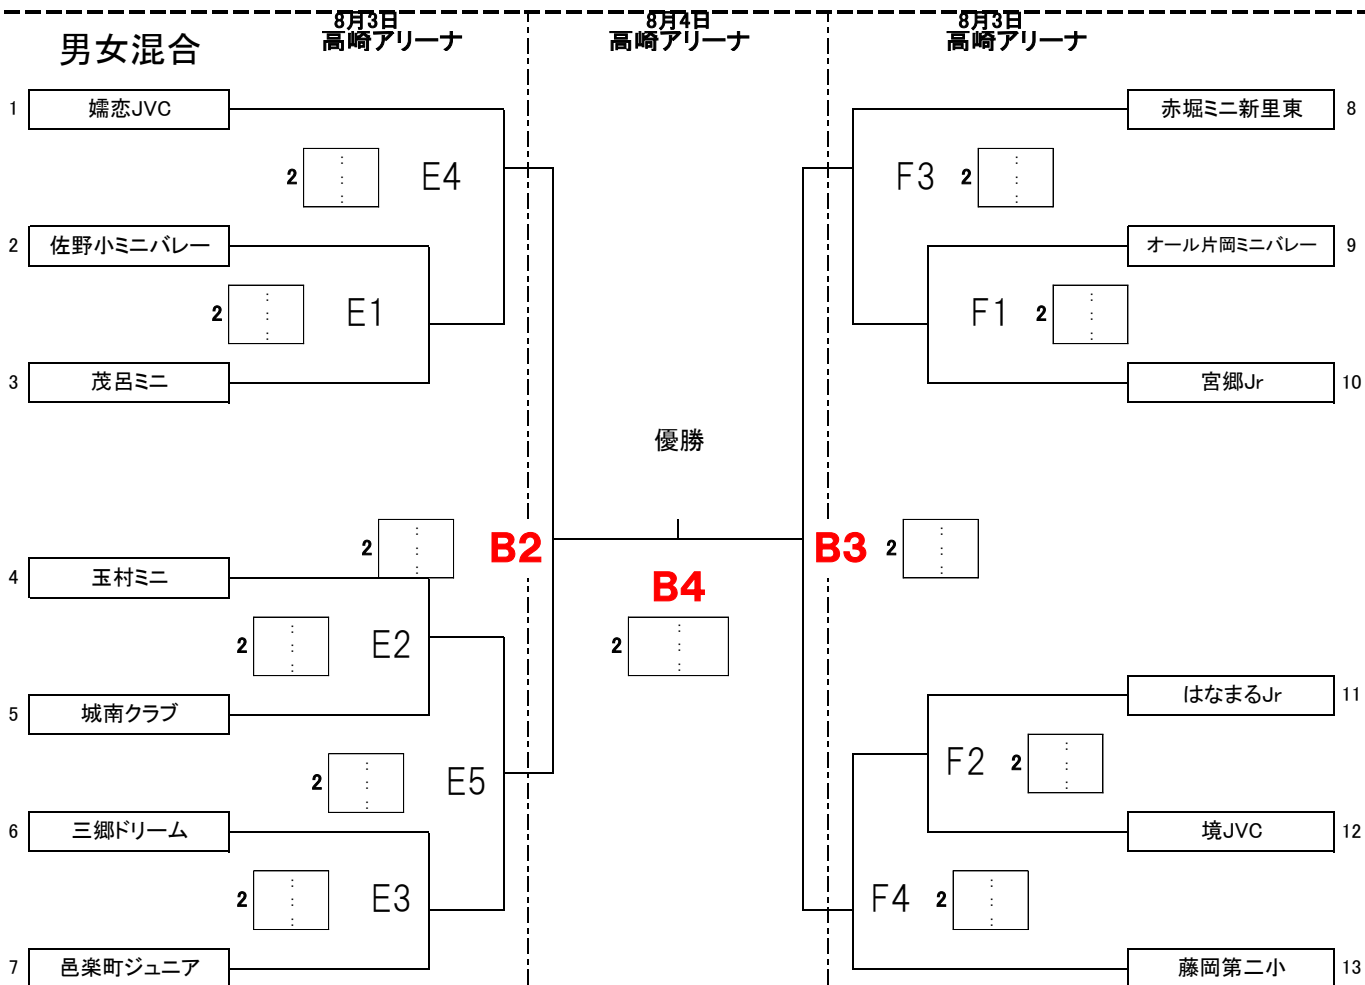 8月3日
高崎アリーナ
8月4日
高崎アリーナ
8月3日
高崎アリーナ
男女混合
1 嬬恋JVC
赤堀ミニ新里東 8
2 : : : E4
F3 2 : : :
2 佐野小ミニバレー
オール片岡ミニバレー 9
2 : : : E1
F1 2 : : :
3 茂呂ミニ
宮郷Jr 10
優勝
2 : : : B2
B3 2 : : :
4 玉村ミニ
B4
2 : : :
2 : : : E2
5 城南クラブ
はなまるJr 11
2 : : : E5
F2 2 : : :
6 三郷ドリーム
境JVC 12
2 : : : E3
F4 2 : : :
7 邑楽町ジュニア
藤岡第二小 13